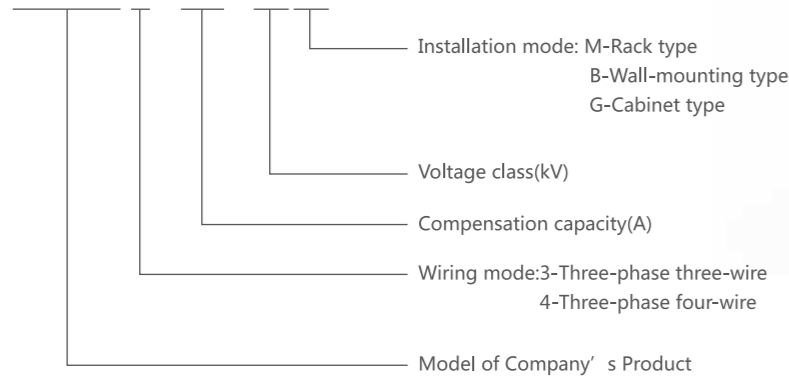 Installation mode: M-Rack type
B-Wall-mounting type
G-Cabinet type
Voltage class(kV)
Compensation capacity(A)
Wiring mode:3-Three-phase three-wire
4-Three-phase four-wire
Model of Company’ s Product